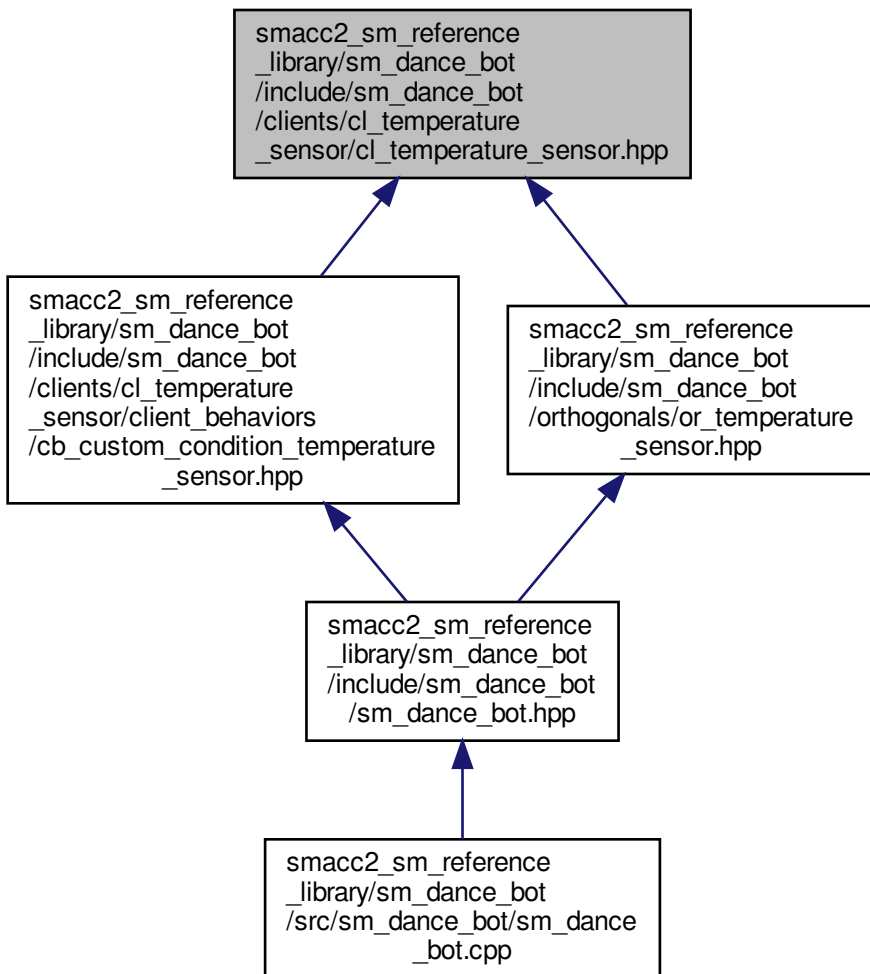 smacc2_sm_reference
_library/sm_dance_bot
/include/sm_dance_bot
/clients/cl_temperature
_sensor/cl_temperature_sensor.hpp
smacc2_sm_reference
_library/sm_dance_bot
/include/sm_dance_bot
/clients/cl_temperature
_sensor/client_behaviors
/cb_custom_condition_temperature
_sensor.hpp
smacc2_sm_reference
_library/sm_dance_bot
/include/sm_dance_bot
/orthogonals/or_temperature
_sensor.hpp
smacc2_sm_reference
_library/sm_dance_bot
/include/sm_dance_bot
/sm_dance_bot.hpp
smacc2_sm_reference
_library/sm_dance_bot
/src/sm_dance_bot/sm_dance
_bot.cpp